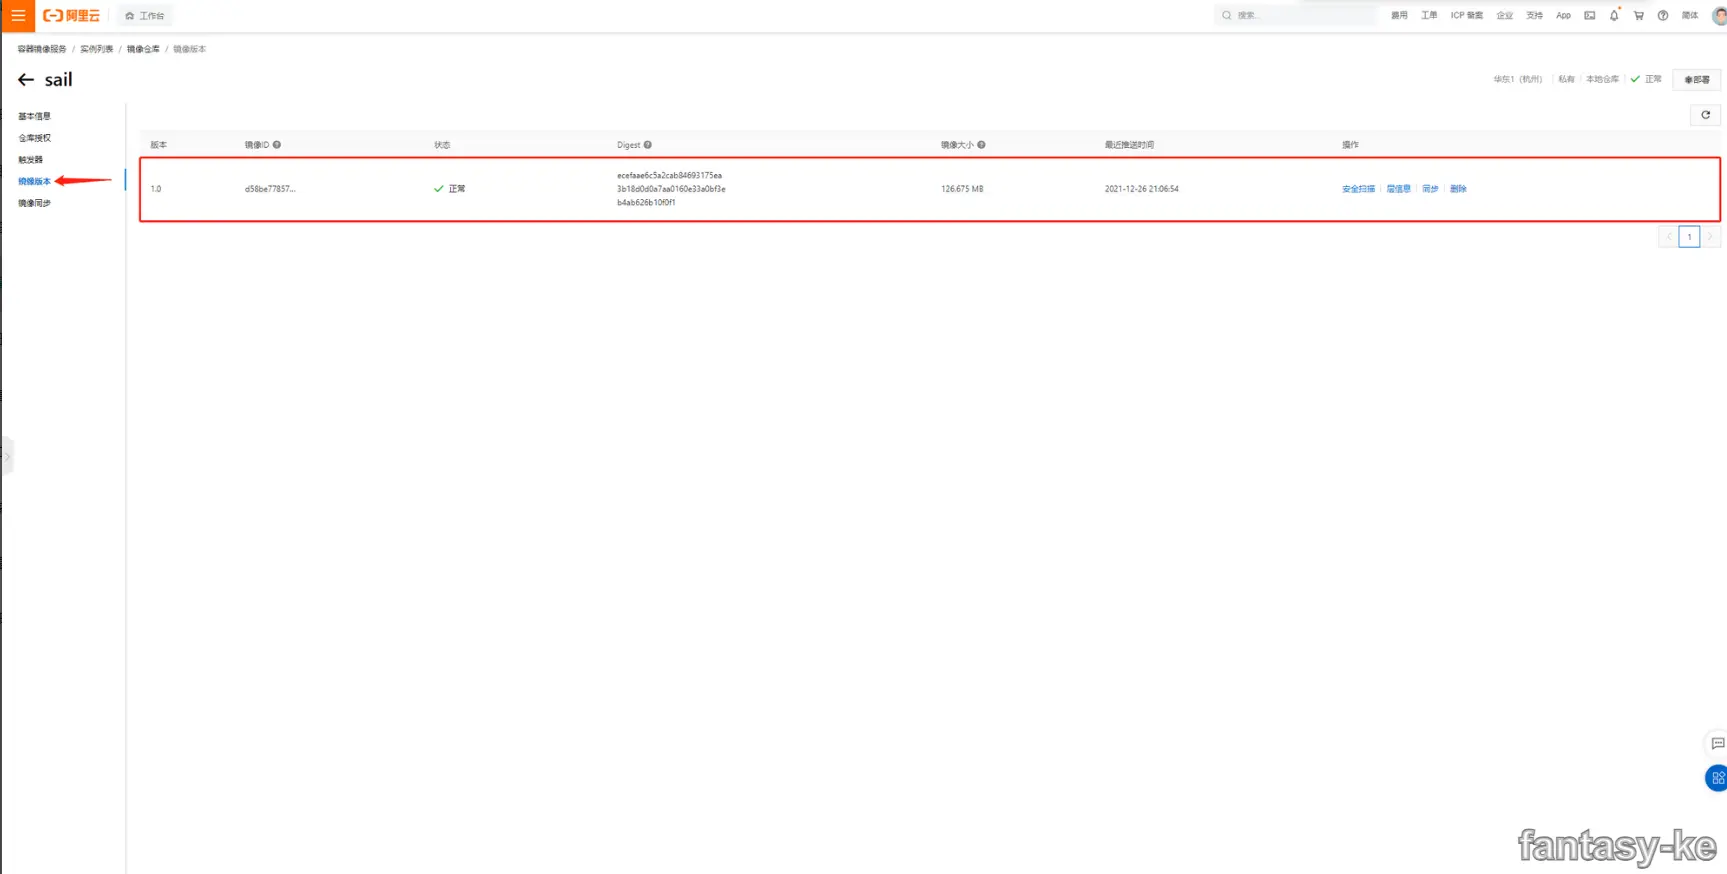 阿里云 工作台 搜索... 费用 工单 ICP 备案 企业 支持 App 简体
容器镜像服务 / 实例列表 / 镜像仓库 / 镜像版本
sail 华东1（杭州） 私有 本地仓库 正常 部署
基本信息
仓库授权
触发器
镜像版本
镜像同步
版本 镜像ID 状态 Digest 镜像大小 最近推送时间 操作
1.0 d58be77857... 正常 ecefaae6c5a2cab84693175ea 126.675 MB 2021-12-26 21:06:54 安全扫描 层信息 同步 删除
3b18d0d0a7aa0160e33a0bf3e
b4ab626b10f0f1
1
fantasy-ke